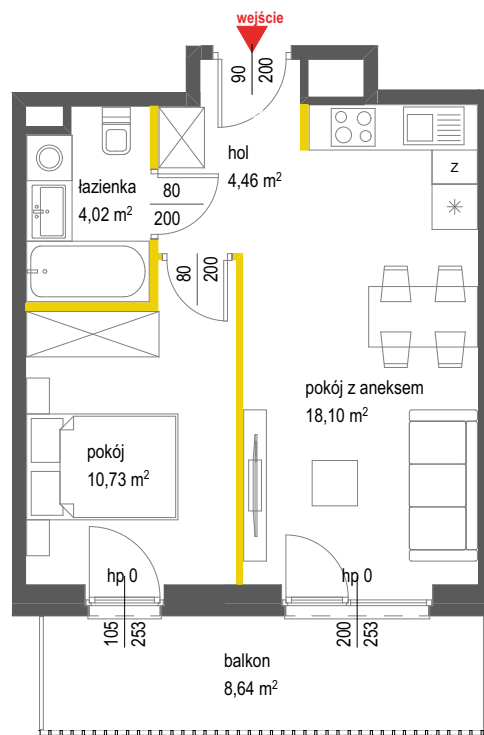 wejście
90
200
hol
4,46 m²
łazienka
4,02 m²
80
200
80
200
z
pokój z aneksem
18,10 m²
pokój
10,73 m²
hp 0
hp 0
105
253
200
253
balkon
8,64 m²